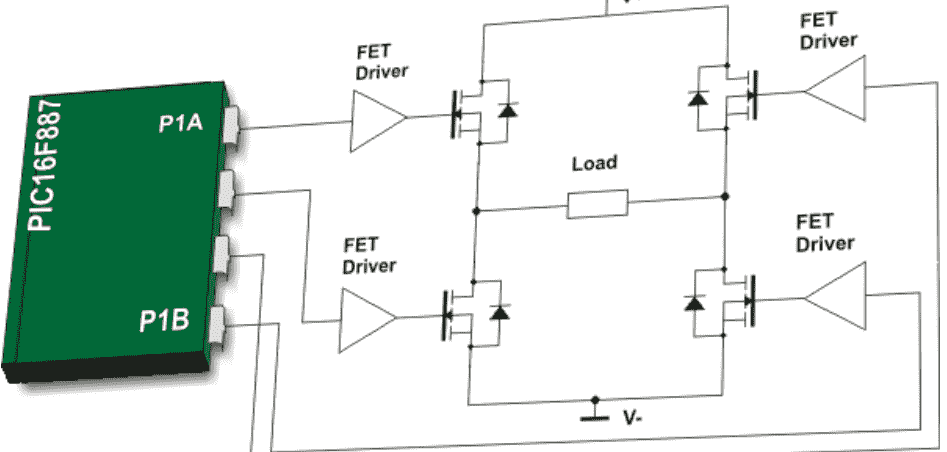 FET
Driver
FET
Driver
PIC16F887
P1A
Load
FET
Driver
FET
Driver
P1B
V-